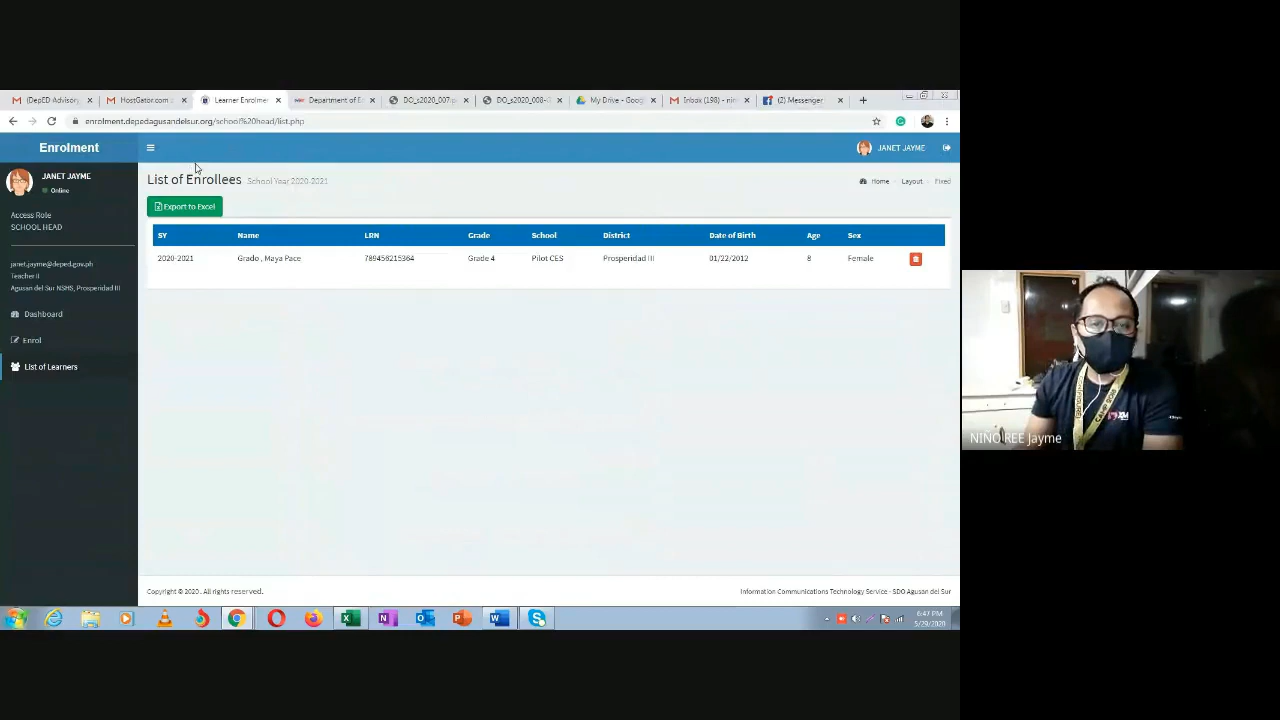 (DepED Advisory
HostGator.com
Learner Enrolmen
Department of E
DO_s2020_007
DO_s2020_008
My Drive - Goog
Inbox (198) - nin
(2) Messenger
enrolment.depedagusandelsur.org/school%20head/list.php
Enrolment
JANET JAYME
JANET JAYME
Online
List of Enrollees School Year 2020-2021
Home Layout Fixed
Access Role
SCHOOL HEAD
Export to Excel
SY Name LRN Grade School District Date of Birth Age Sex
2020-2021 Grado , Maya Pace 789456215364 Grade 4 Pilot CES Prosperidad III 01/22/2012 8 Female
janet.jayme@deped.gov.ph
Teacher II
Agusan del Sur NSHS, Prosperidad III
Dashboard
Enrol
List of Learners
NINO REE Jayme
Copyright © 2020 . All rights reserved.
Information Communications Technology Service - SDO Agusan del Sur
6:47 PM
5/29/2020